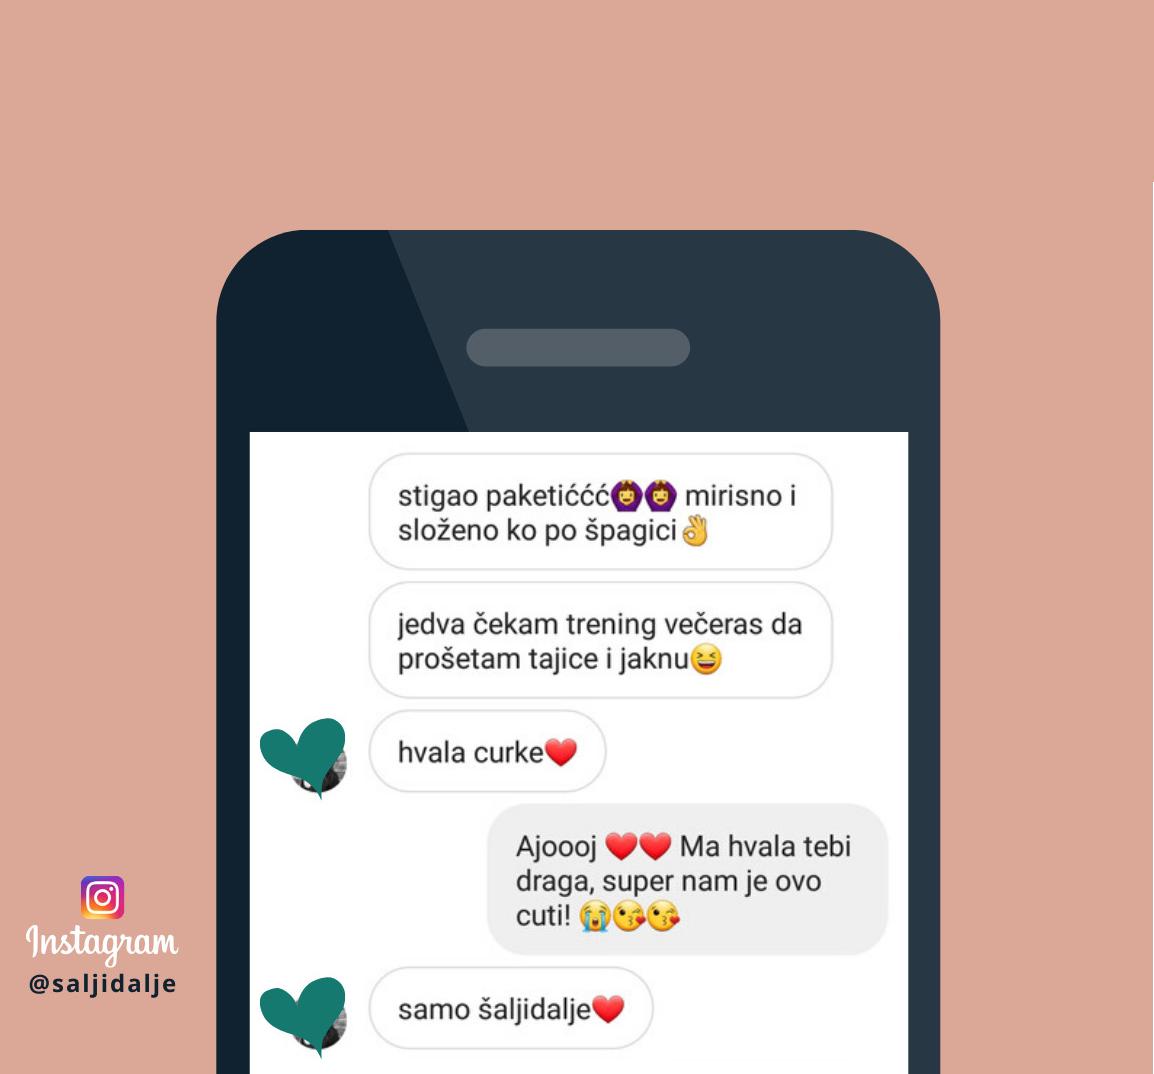 stigao paketiććć🙆‍♀️🙆‍♀️ mirisno i
složeno ko po špagici👌
jedva čekam trening večeras da
prošetam tajice i jaknu😆
hvala curke❤️
Ajoooj ❤️❤️ Ma hvala tebi
draga, super nam je ovo
cuti! 😭😘😘
samo šaljidalje❤️
Instagram
@saljidalje